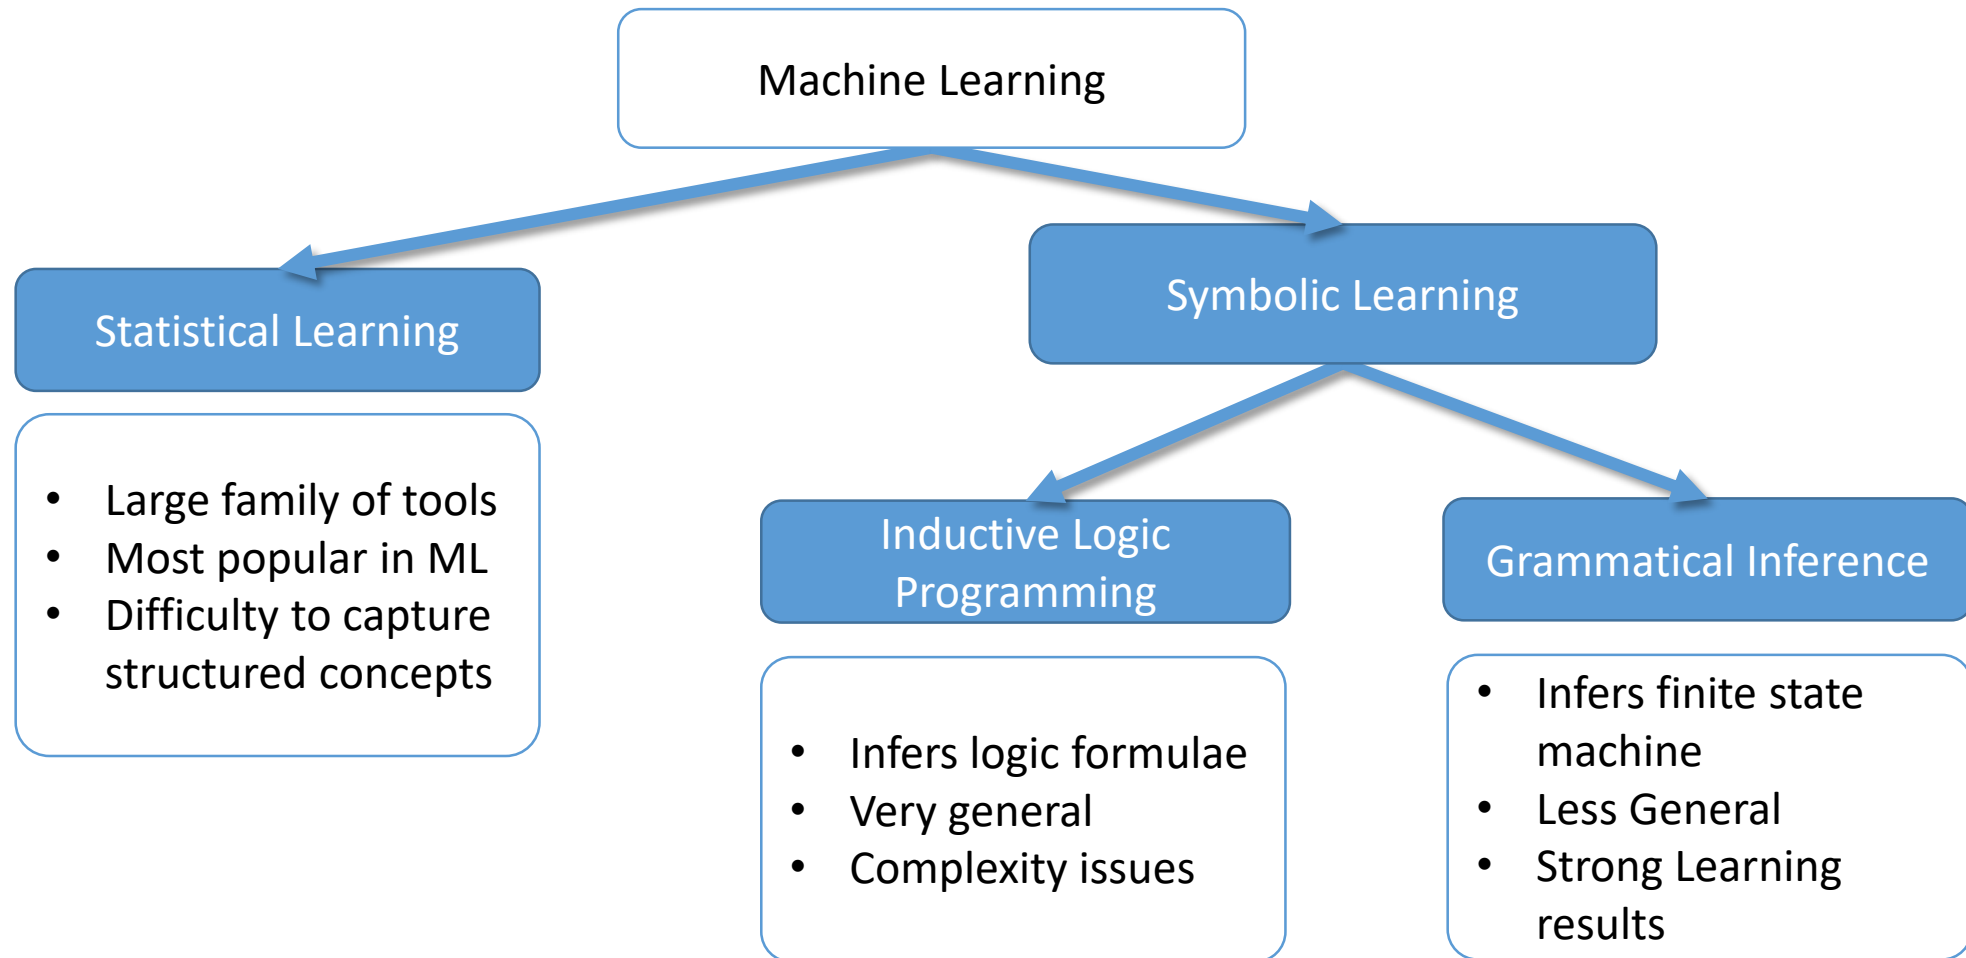 Machine Learning
Statistical Learning
• Large family of tools
• Most popular in ML
• Difficulty to capture
structured concepts
Symbolic Learning
Inductive Logic
Programming
• Infers logic formulae
• Very general
• Complexity issues
Grammatical Inference
• Infers finite state
machine
• Less General
• Strong Learning
results